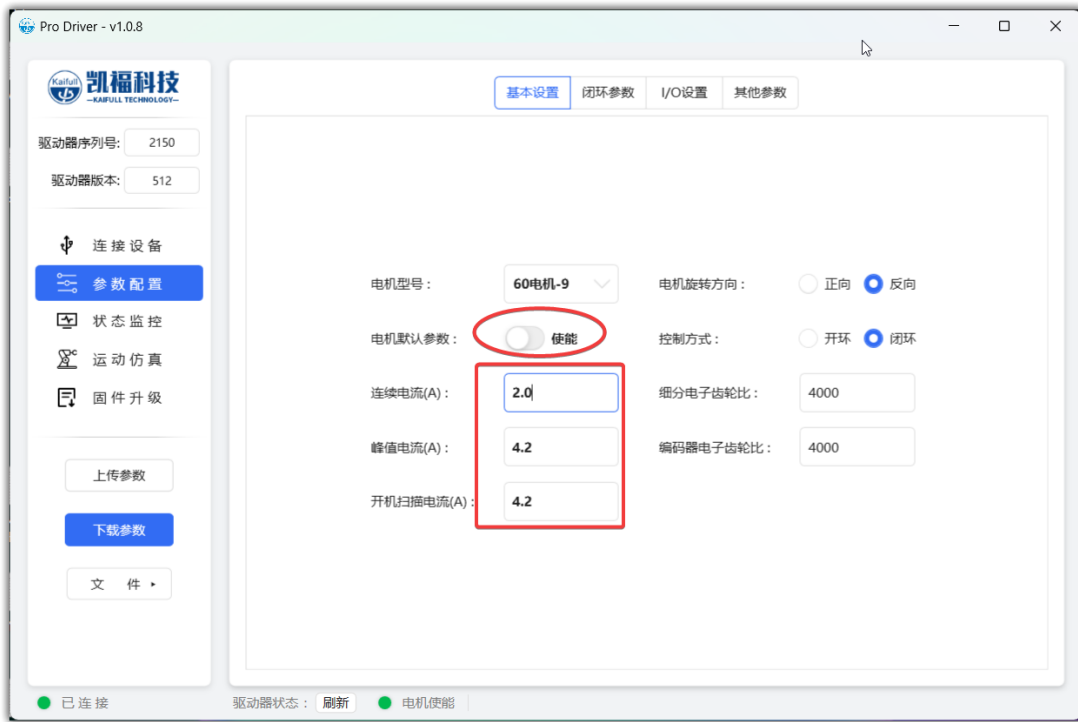 Pro Driver - v1.0.8
Kaifull
凯福科技
—KAIFULL TECHNOLOGY—
驱动器序列号: 2150
驱动器版本: 512
连接设备
参数配置
状态监控
运动仿真
固件升级
上传参数
下载参数
文 件 ▸
基本设置 闭环参数 I/O设置 其他参数
电机型号: 60电机-9 电机旋转方向: 正向 反向
电机默认参数: 使能 控制方式: 开环 闭环
连续电流(A): 2.0 细分电子齿轮比: 4000
峰值电流(A): 4.2 编码器电子齿轮比: 4000
开机扫描电流(A): 4.2
已连接 驱动器状态: 刷新 电机使能